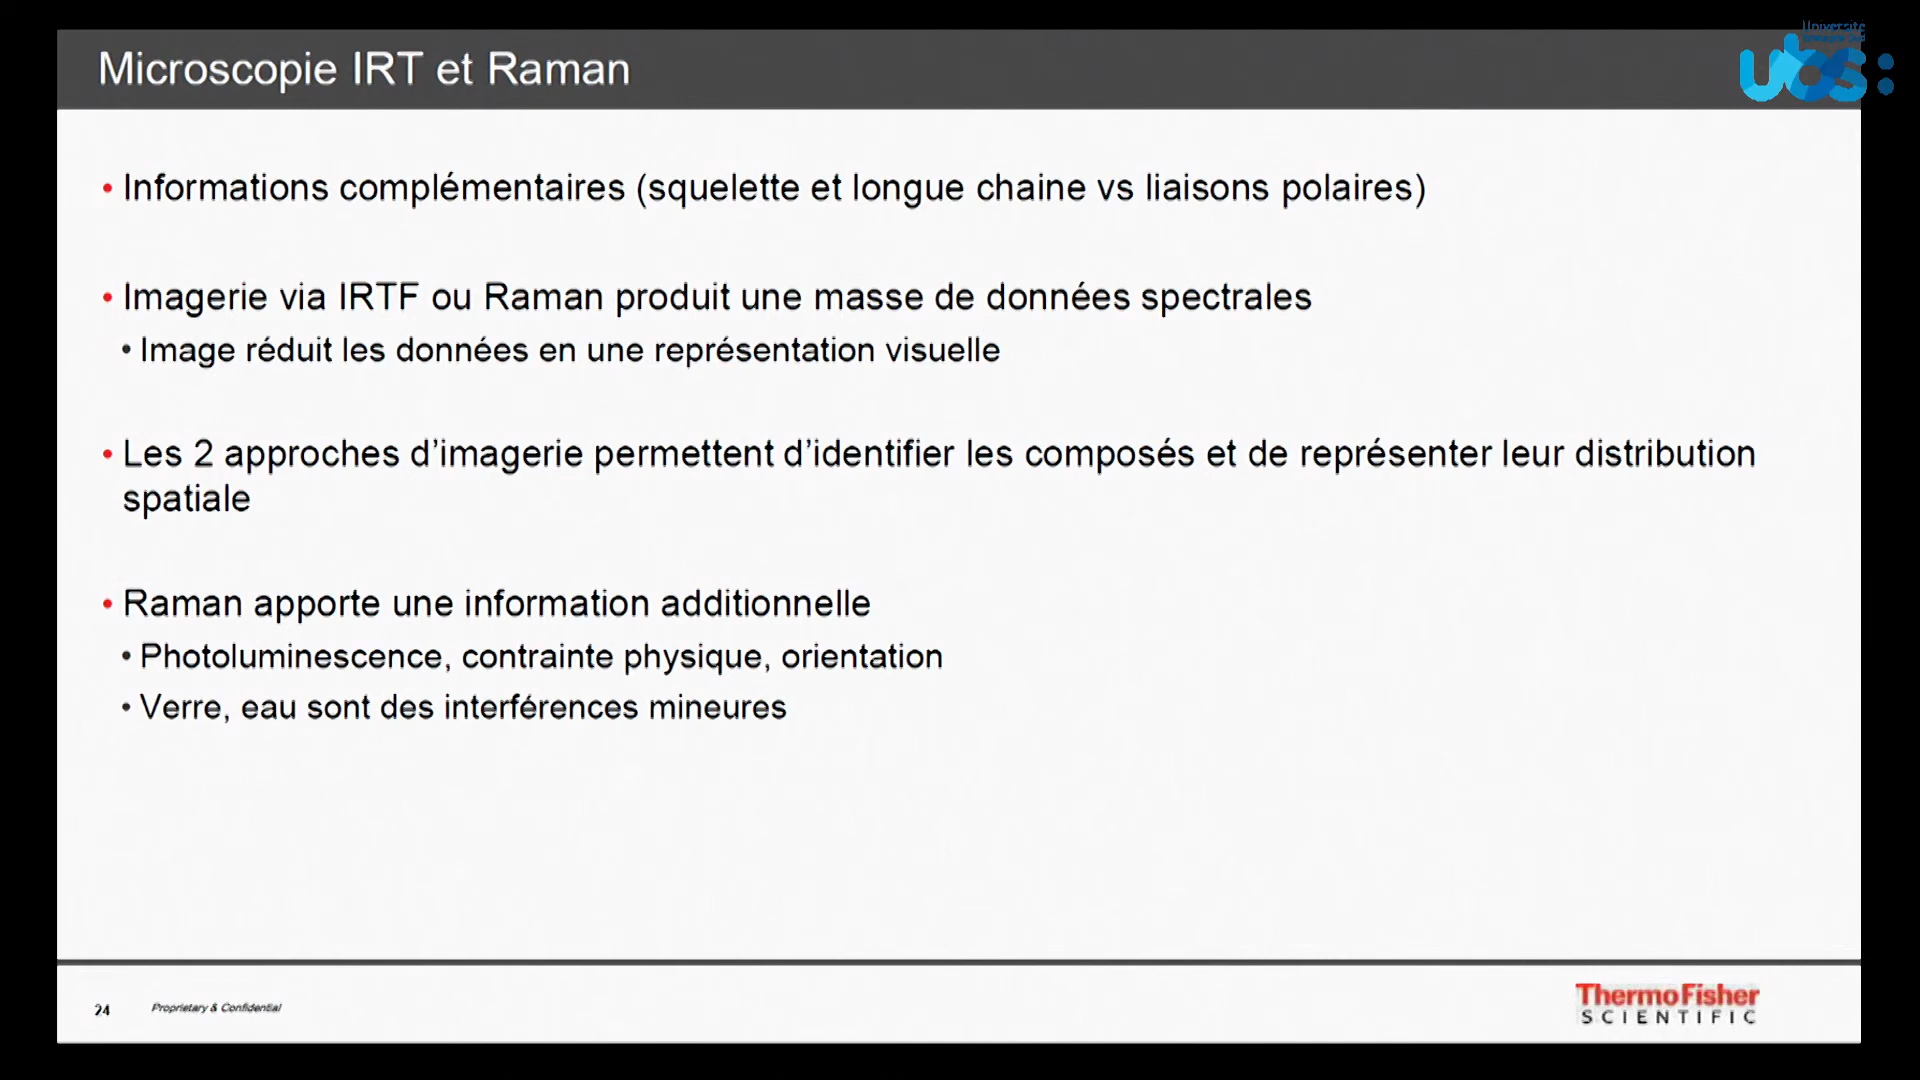 Université
ubs:
Microscopie IRT et Raman
• Informations complémentaires (squelette et longue chaine vs liaisons polaires)
• Imagerie via IRTF ou Raman produit une masse de données spectrales
• Image réduit les données en une représentation visuelle
• Les 2 approches d’imagerie permettent d’identifier les composés et de représenter leur distribution
spatiale
• Raman apporte une information additionnelle
• Photoluminescence, contrainte physique, orientation
• Verre, eau sont des interférences mineures
24 Proprietary & Confidential
ThermoFisher
SCIENTIFIC